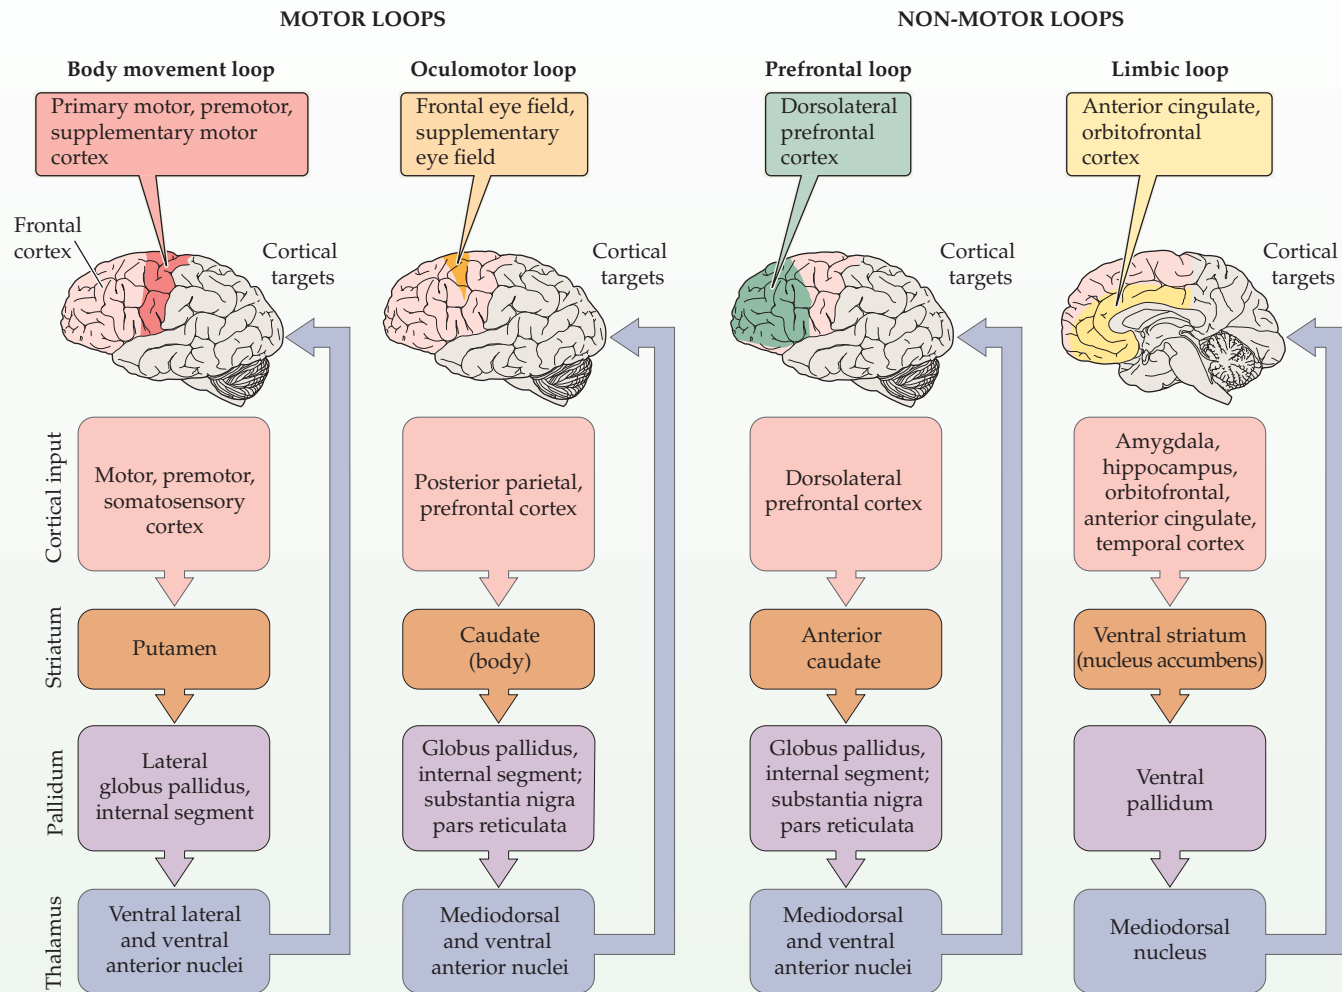 MOTOR LOOPS
NON-MOTOR LOOPS
Body movement loop
Oculomotor loop
Prefrontal loop
Limbic loop
Primary motor, premotor,
supplementary motor
cortex
Frontal eye field,
supplementary
eye field
Dorsolateral
prefrontal
cortex
Anterior cingulate,
orbitofrontal
cortex
Frontal
cortex
Cortical
targets
Cortical
targets
Cortical
targets
Cortical
targets
Cortical input
Motor, premotor,
somatosensory
cortex
Posterior parietal,
prefrontal cortex
Dorsolateral
prefrontal cortex
Amygdala,
hippocampus,
orbitofrontal,
anterior cingulate,
temporal cortex
Striatum
Putamen
Caudate
(body)
Anterior
caudate
Ventral striatum
(nucleus accumbens)
Pallidum
Lateral
globus pallidus,
internal segment
Globus pallidus,
internal segment;
substantia nigra
pars reticulata
Globus pallidus,
internal segment;
substantia nigra
pars reticulata
Ventral
pallidum
Thalamus
Ventral lateral
and ventral
anterior nuclei
Mediodorsal
and ventral
anterior nuclei
Mediodorsal
and ventral
anterior nuclei
Mediodorsal
nucleus